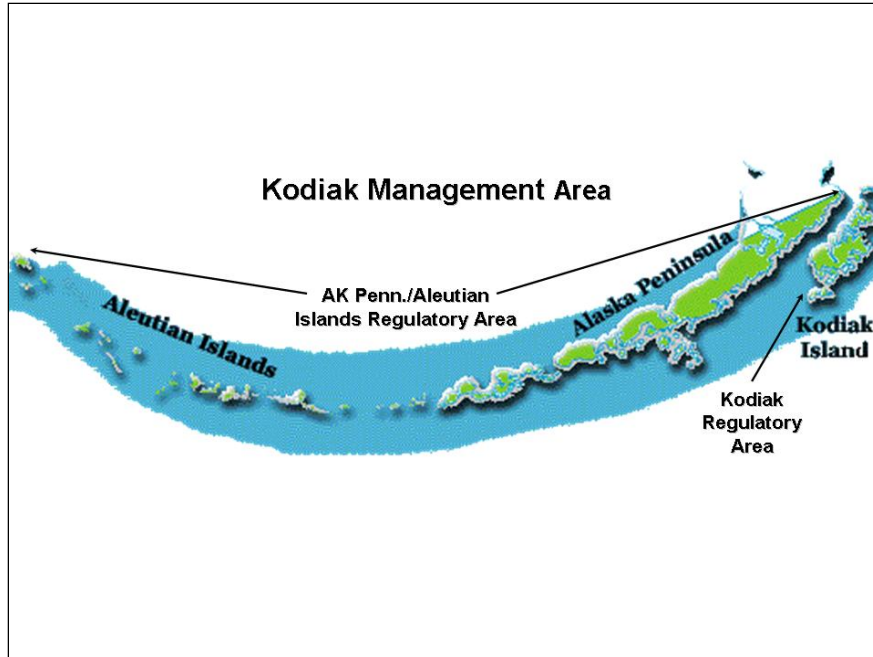 Kodiak Management Area
AK Penn./Aleutian
Islands Regulatory Area
Aleutian Islands
Alaska Peninsula
Kodiak
Island
Kodiak
Regulatory
Area